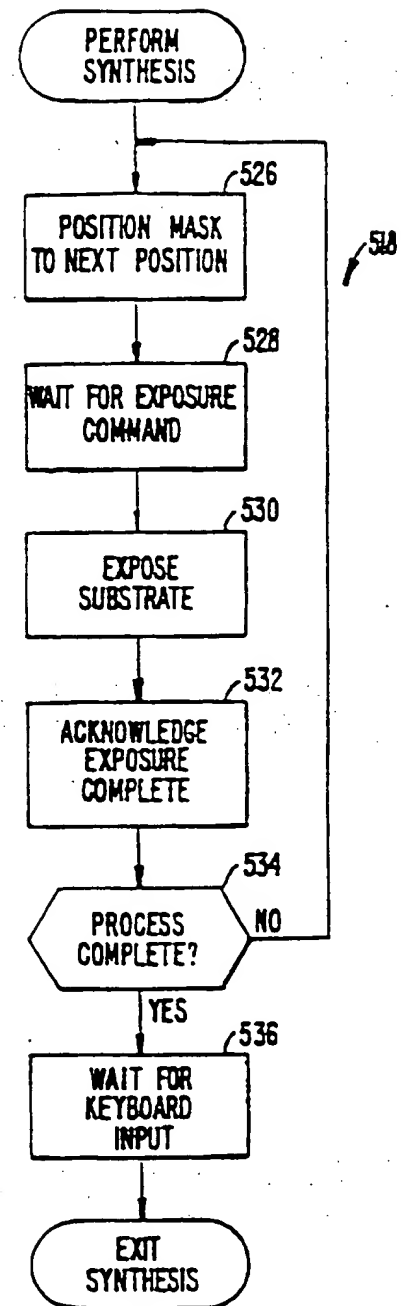 PERFORM
SYNTHESIS
526
518
POSITION MASK
TO NEXT POSITION
528
WAIT FOR EXPOSURE
COMMAND
530
EXPOSE
SUBSTRATE
532
ACKNOWLEDGE
EXPOSURE
COMPLETE
534
PROCESS
COMPLETE?
NO
YES
536
WAIT FOR
KEYBOARD
INPUT
EXIT
SYNTHESIS